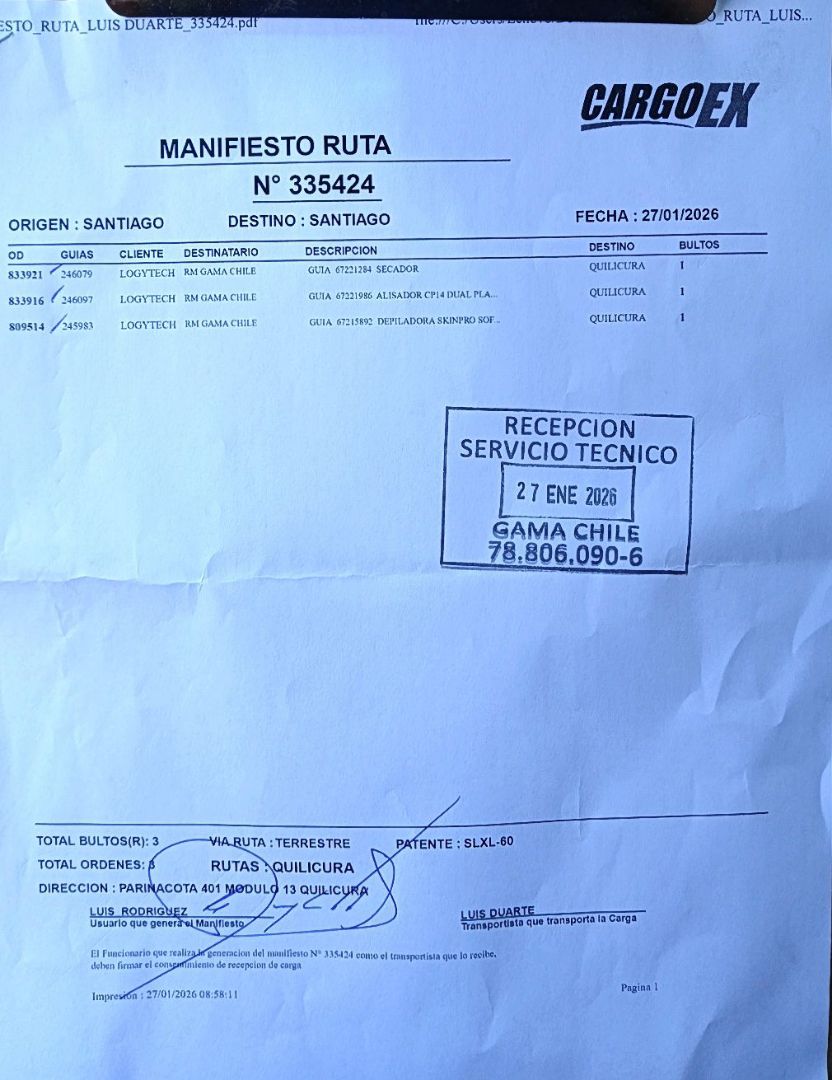 ESTO_RUTA_LUIS DUARTE_335424.pdf
O_RUTA_LUIS...
CARGOEX
MANIFIESTO RUTA
N° 335424
ORIGEN : SANTIAGO DESTINO : SANTIAGO FECHA : 27/01/2026
OD GUIAS CLIENTE DESTINATARIO DESCRIPCION DESTINO BULTOS
833921 246079 LOGYTECH RM GAMA CHILE GUIA 67221284 SECADOR QUILICURA 1
833916 246097 LOGYTECH RM GAMA CHILE GUIA 67221986 ALISADOR CP14 DUAL PLA... QUILICURA 1
809514 245983 LOGYTECH RM GAMA CHILE GUIA 67215892 DEPILADORA SKINPRO SOF... QUILICURA 1
RECEPCION
SERVICIO TECNICO
27 ENE 2026
GAMA CHILE
78.806.090-6
TOTAL BULTOS(R): 3 VIA RUTA : TERRESTRE PATENTE : SLXL-60
TOTAL ORDENES: RUTAS : QUILICURA
DIRECCION : PARINACOTA 401 MODULO 13 QUILICURA
LUIS RODRIGUEZ LUIS DUARTE
Usuario que genera el Manifiesto Transportista que transporta la Carga
El Funcionario que realiza la generacion del manifiesto N° 335424 como el transportista que lo recibe,
deben firmar el consentimiento de recepcion de carga
Impresión : 27/01/2026 08:58:11 Pagina 1